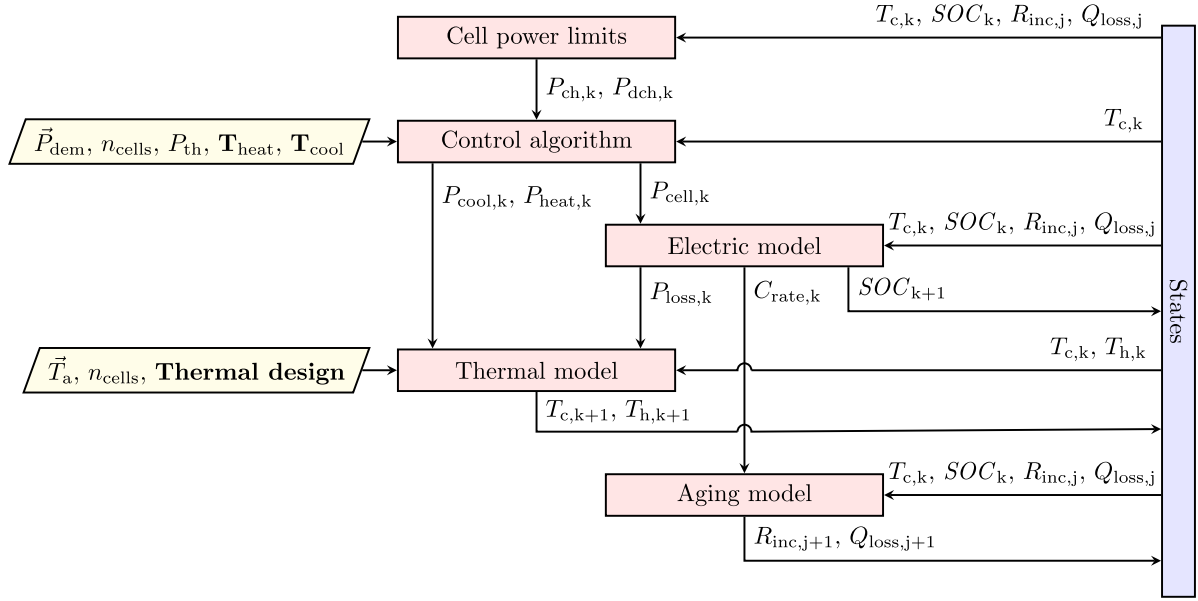 T_c,k, SOC_k, R_inc,j, Q_loss,j
Cell power limits
P_ch,k, P_dch,k
T_c,k
P⃗_dem, n_cells, P_th, T_heat, T_cool
Control algorithm
P_cool,k, P_heat,k
P_cell,k
T_c,k, SOC_k, R_inc,j, Q_loss,j
Electric model
P_loss,k
C_rate,k
SOC_k+1
States
T_c,k, T_h,k
T⃗_a, n_cells, Thermal design
Thermal model
T_c,k+1, T_h,k+1
T_c,k, SOC_k, R_inc,j, Q_loss,j
Aging model
R_inc,j+1, Q_loss,j+1